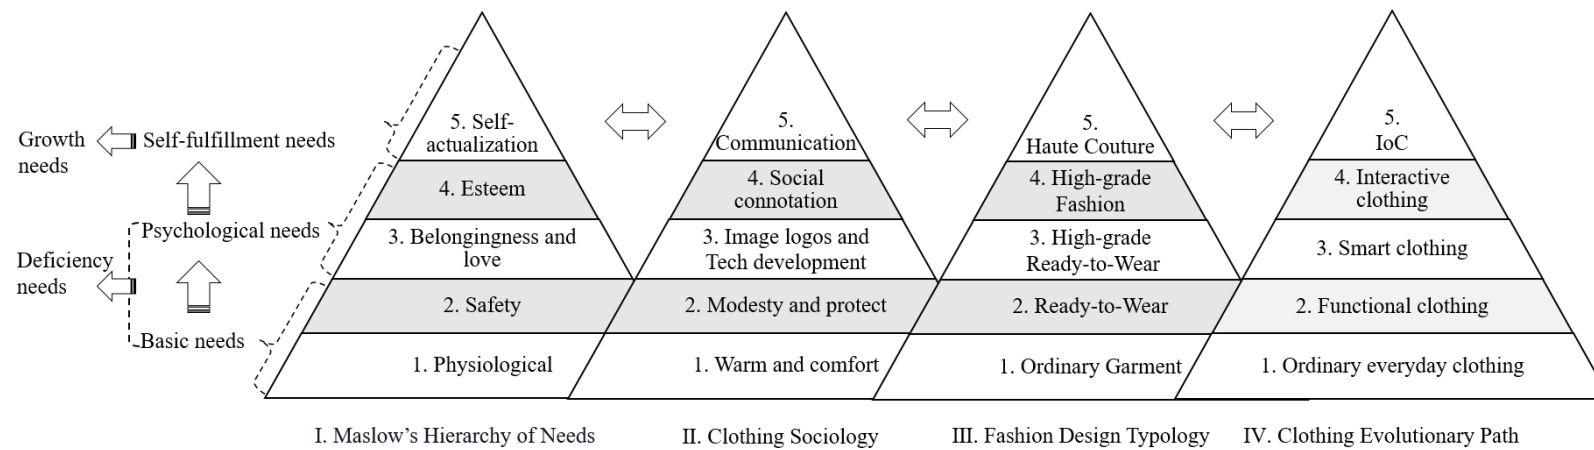 Growth
needs
Self-fulfillment needs
Psychological needs
Deficiency
needs
Basic needs
5. Self-
actualization
4. Esteem
3. Belongingness and
love
2. Safety
1. Physiological
I. Maslow’s Hierarchy of Needs
5.
Communication
4. Social
connotation
3. Image logos and
Tech development
2. Modesty and protect
1. Warm and comfort
II. Clothing Sociology
5.
Haute Couture
4. High-grade
Fashion
3. High-grade
Ready-to-Wear
2. Ready-to-Wear
1. Ordinary Garment
III. Fashion Design Typology
5.
IoC
4. Interactive
clothing
3. Smart clothing
2. Functional clothing
1. Ordinary everyday clothing
IV. Clothing Evolutionary Path